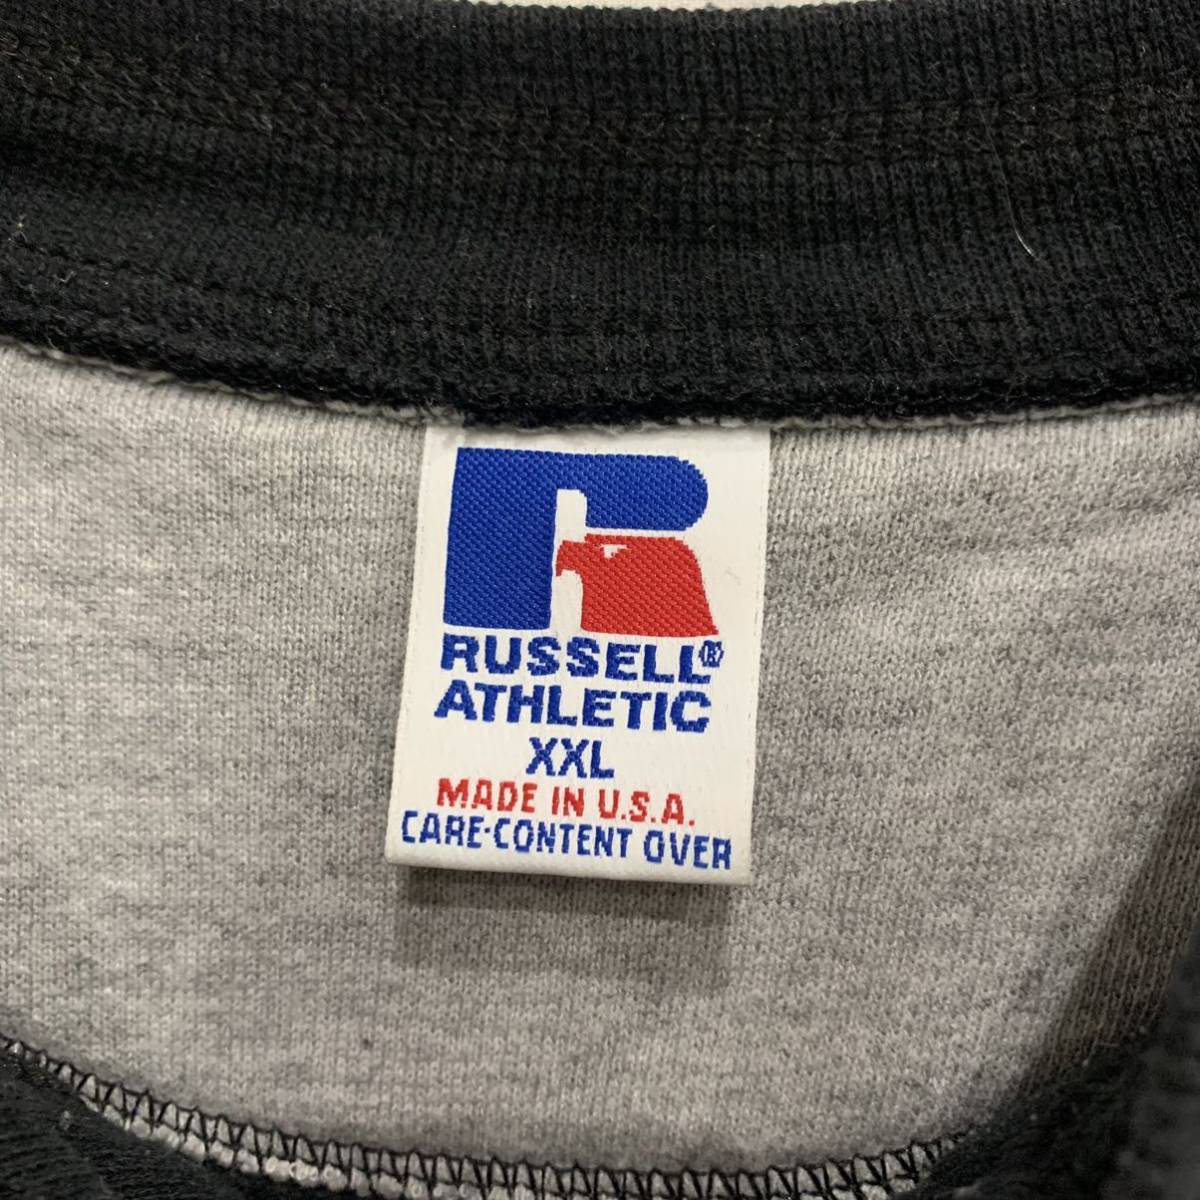 RUSSELL®
ATHLETIC
XXL
MADE IN U.S.A.
CARE·CONTENT OVER